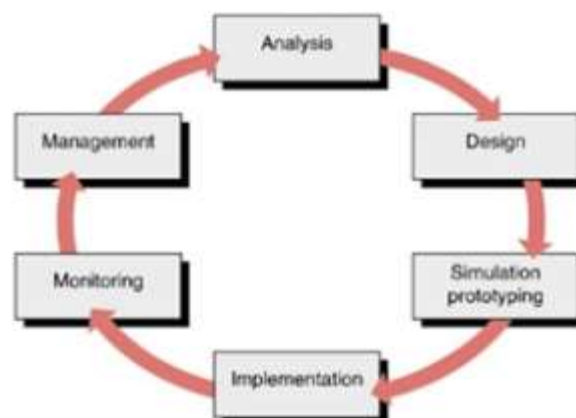 Analysis
Design
Simulation
prototyping
Implementation
Monitoring
Management